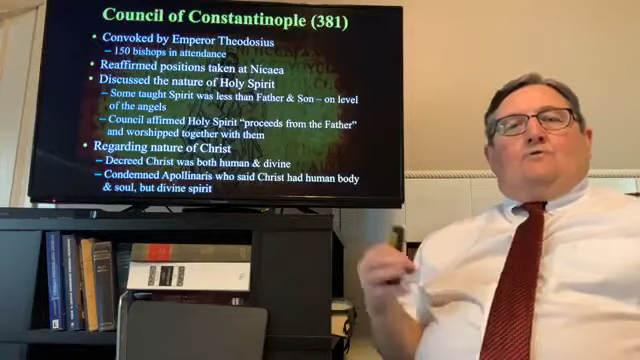 Council of Constantinople (381)
• Convoked by Emperor Theodosius
– 150 bishops in attendance
• Reaffirmed positions taken at Nicaea
• Discussed the nature of Holy Spirit
– Some taught Spirit was less than Father & Son – on level
of the angels
– Council affirmed Holy Spirit “proceeds from the Father”
and worshipped together with them
• Regarding nature of Christ
– Decreed Christ was both human & divine
– Condemned Apollinaris who said Christ had human body
& soul, but divine spirit